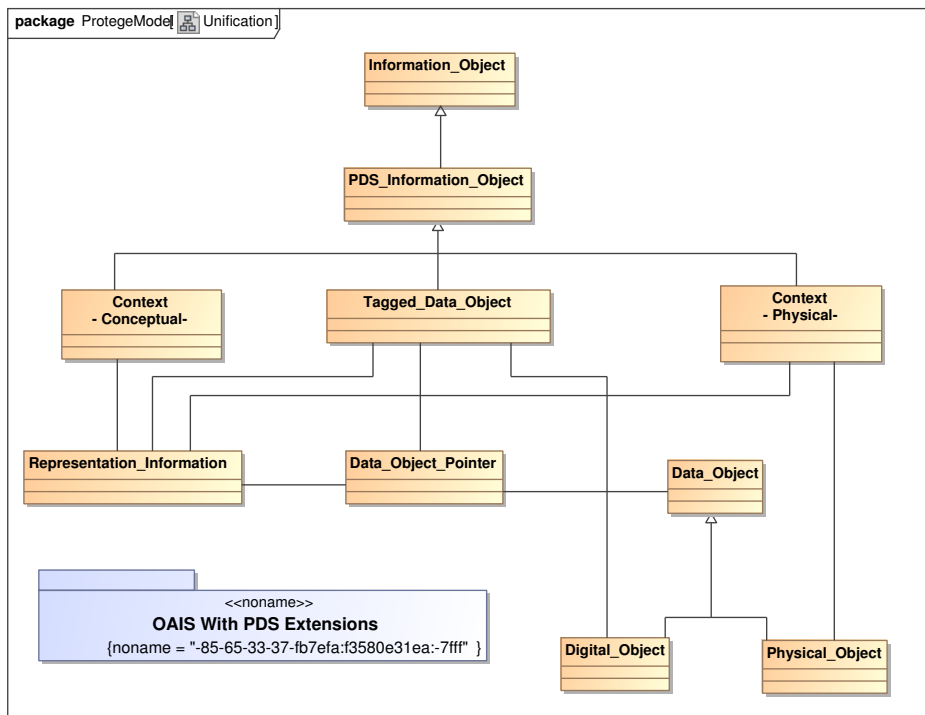 package ProtegeModel[ Unification ]
Information_Object
PDS_Information_Object
Context
- Conceptual-
Tagged_Data_Object
Context
- Physical-
Representation_Information
Data_Object_Pointer
Data_Object
<<noname>>
OAIS With PDS Extensions
{noname = "-85-65-33-37-fb7efa:f3580e31ea:-7fff" }
Digital_Object
Physical_Object